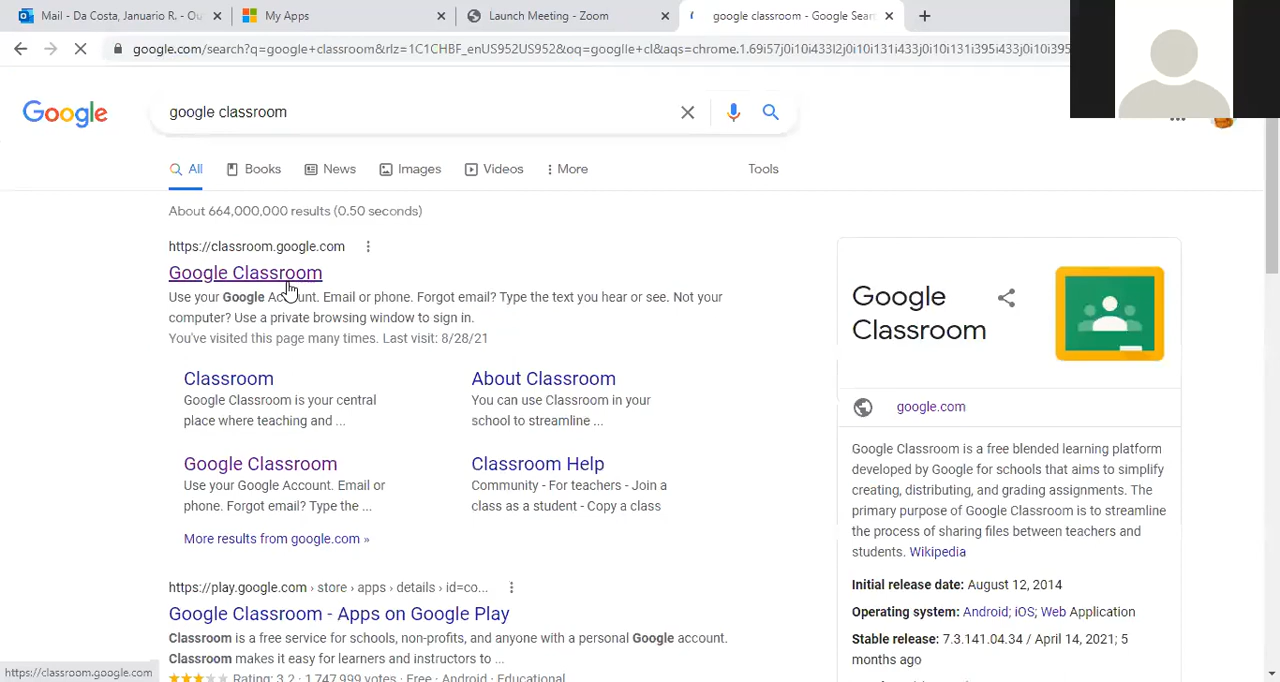 Mail - Da Costa, Januario R. - Ou
My Apps
Launch Meeting - Zoom
google classroom - Google Sear
google.com/search?q=google+classroom&rlz=1C1CHBF_enUS952US952&oq=googlle+cl&aqs=chrome.1.69i57j0i10i433l2j0i10i131i433j0i10i131i395i433j0i10i395
Google
google classroom
All
Books
News
Images
Videos
More
Tools
About 664,000,000 results (0.50 seconds)
https://classroom.google.com
Google Classroom
Use your Google Account. Email or phone. Forgot email? Type the text you hear or see. Not your
computer? Use a private browsing window to sign in.
You've visited this page many times. Last visit: 8/28/21
Classroom
Google Classroom is your central
place where teaching and ...
About Classroom
You can use Classroom in your
school to streamline ...
Google Classroom
Use your Google Account. Email or
phone. Forgot email? Type the ...
Classroom Help
Community - For teachers - Join a
class as a student - Copy a class
More results from google.com »
https://play.google.com › store › apps › details › id=co...
Google Classroom - Apps on Google Play
Classroom is a free service for schools, non-profits, and anyone with a personal Google account.
Classroom makes it easy for learners and instructors to ...
Rating: 3.2 · 1,747,999 votes · Free · Android · Educational
Google
Classroom
google.com
Google Classroom is a free blended learning platform
developed by Google for schools that aims to simplify
creating, distributing, and grading assignments. The
primary purpose of Google Classroom is to streamline
the process of sharing files between teachers and
students. Wikipedia
Initial release date: August 12, 2014
Operating system: Android; iOS; Web Application
Stable release: 7.3.141.04.34 / April 14, 2021; 5
months ago
https://classroom.google.com